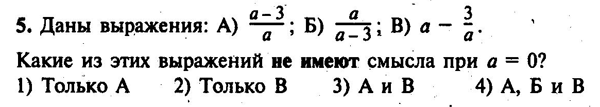 5. Даны выражения: А) (a − 3)/a; Б) a/(a − 3); В) a − 3/a.
Какие из этих выражений не имеют смысла при a = 0?
1) Только А 2) Только В 3) А и В 4) А, Б и В